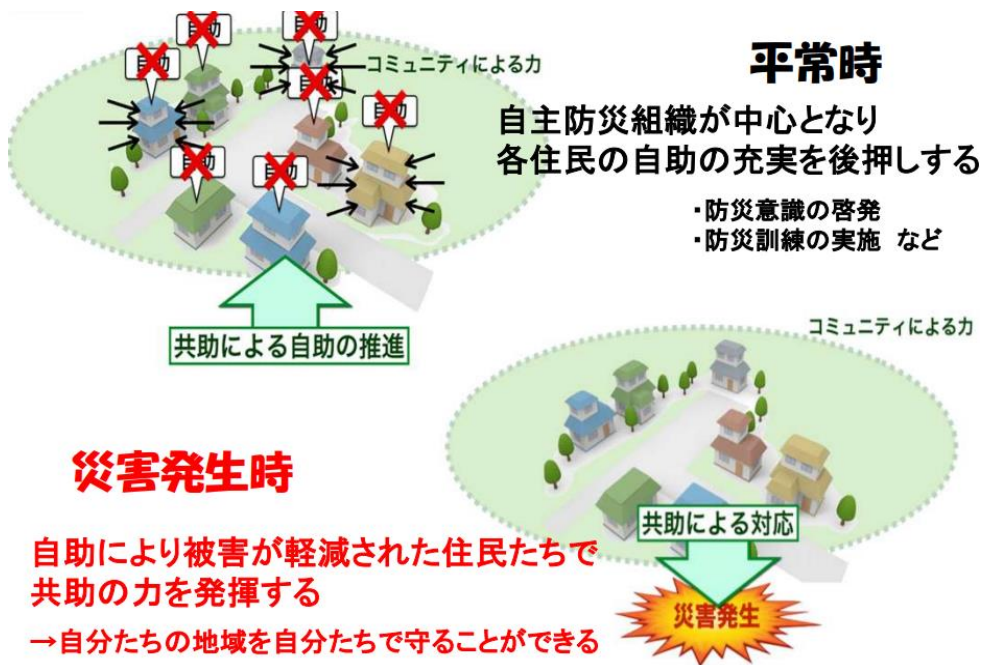 自助
自助
自助
コミュニティによる力
自助
自助
自助
自助
平常時
自主防災組織が中心となり
各住民の自助の充実を後押しする
・防災意識の啓発
・防災訓練の実施 など
共助による自助の推進
コミュニティによる力
災害発生時
共助による対応
自助により被害が軽減された住民たちで
共助の力を発揮する
災害発生
→自分たちの地域を自分たちで守ることができる